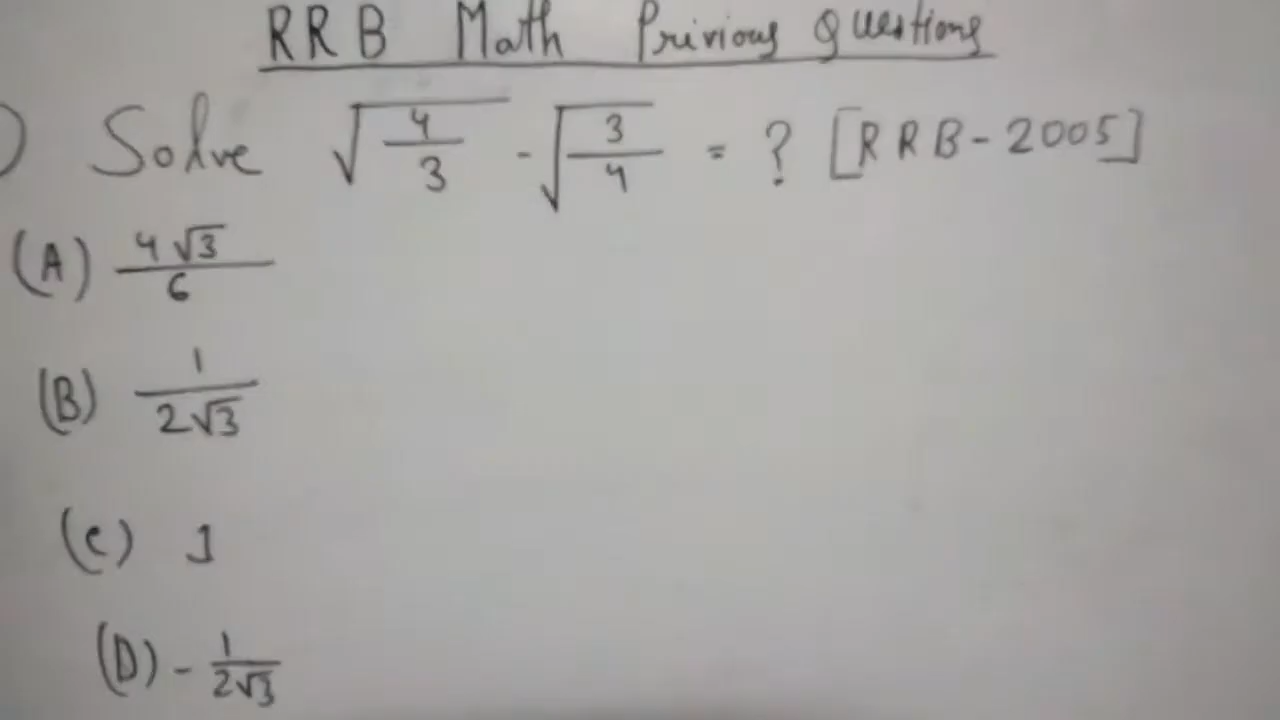 RRB Math Privious Questions
) Solve √(4/3) - √(3/4) = ? [RRB-2005]
(A) 4√3/6
(B) 1/2√3
(C) 1
(D) - 1/2√3